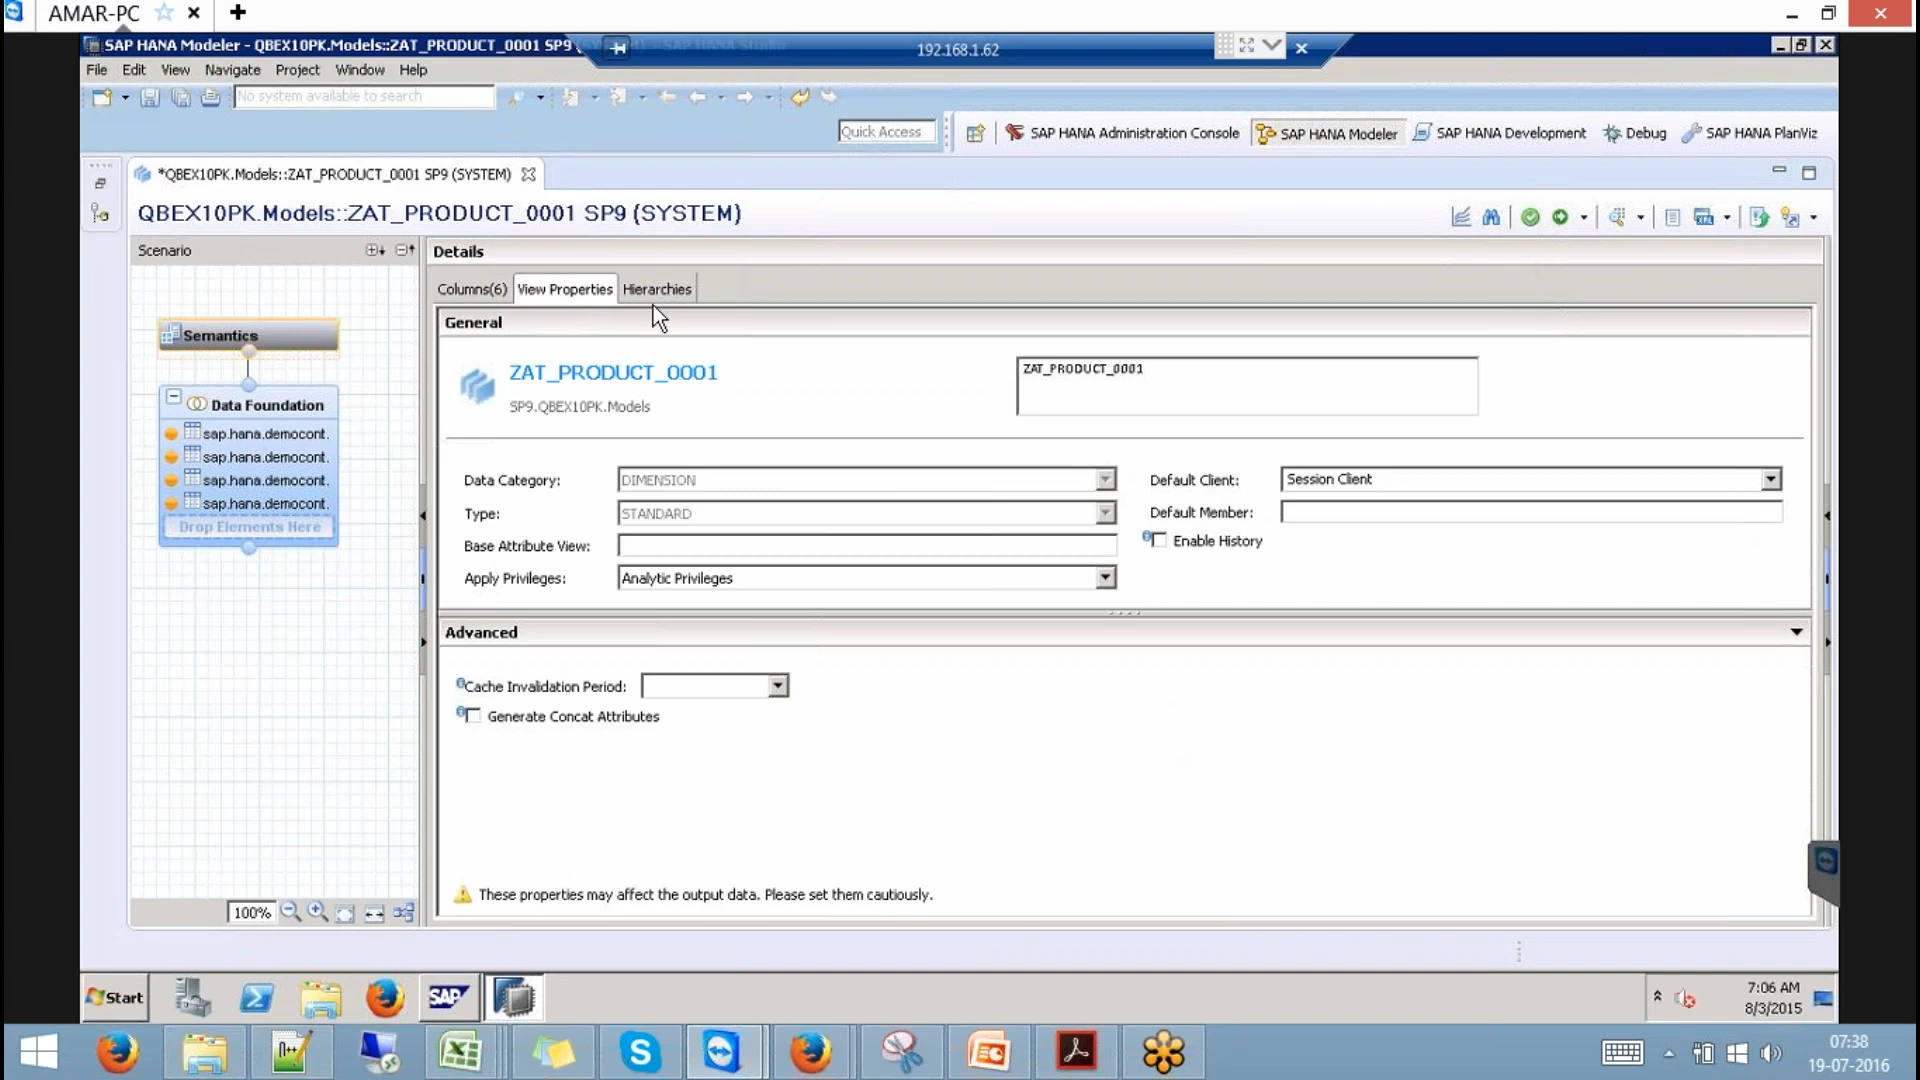 AMAR-PC
SAP HANA Modeler - QBEX10PK.Models::ZAT_PRODUCT_0001 SP9
192.168.1.62
File Edit View Navigate Project Window Help
No system available to search
Quick Access
SAP HANA Administration Console
SAP HANA Modeler
SAP HANA Development
Debug
SAP HANA PlanViz
*QBEX10PK.Models::ZAT_PRODUCT_0001 SP9 (SYSTEM)
QBEX10PK.Models::ZAT_PRODUCT_0001 SP9 (SYSTEM)
Scenario
Details
Columns(6) View Properties Hierarchies
Semantics
Data Foundation
sap.hana.democont.
sap.hana.democont.
sap.hana.democont.
sap.hana.democont.
Drop Elements Here
100%
General
ZAT_PRODUCT_0001
SP9.QBEX10PK.Models
ZAT_PRODUCT_0001
Data Category: DIMENSION
Type: STANDARD
Base Attribute View:
Apply Privileges: Analytic Privileges
Default Client: Session Client
Default Member:
Enable History
Advanced
Cache Invalidation Period:
Generate Concat Attributes
These properties may affect the output data. Please set them cautiously.
Start
SAP
7:06 AM
8/3/2015
07:38
19-07-2016